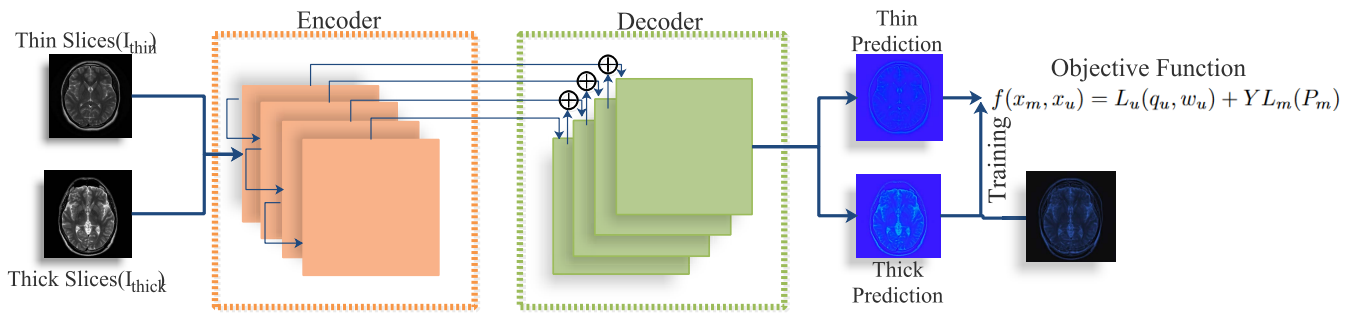 Encoder
Decoder
Thin Slices(I_thin)
Thick Slices(I_thick)
Thin
Prediction
Thick
Prediction
Training
Objective Function
f(x_m, x_u) = L_u(q_u, w_u) + Y L_m(P_m)